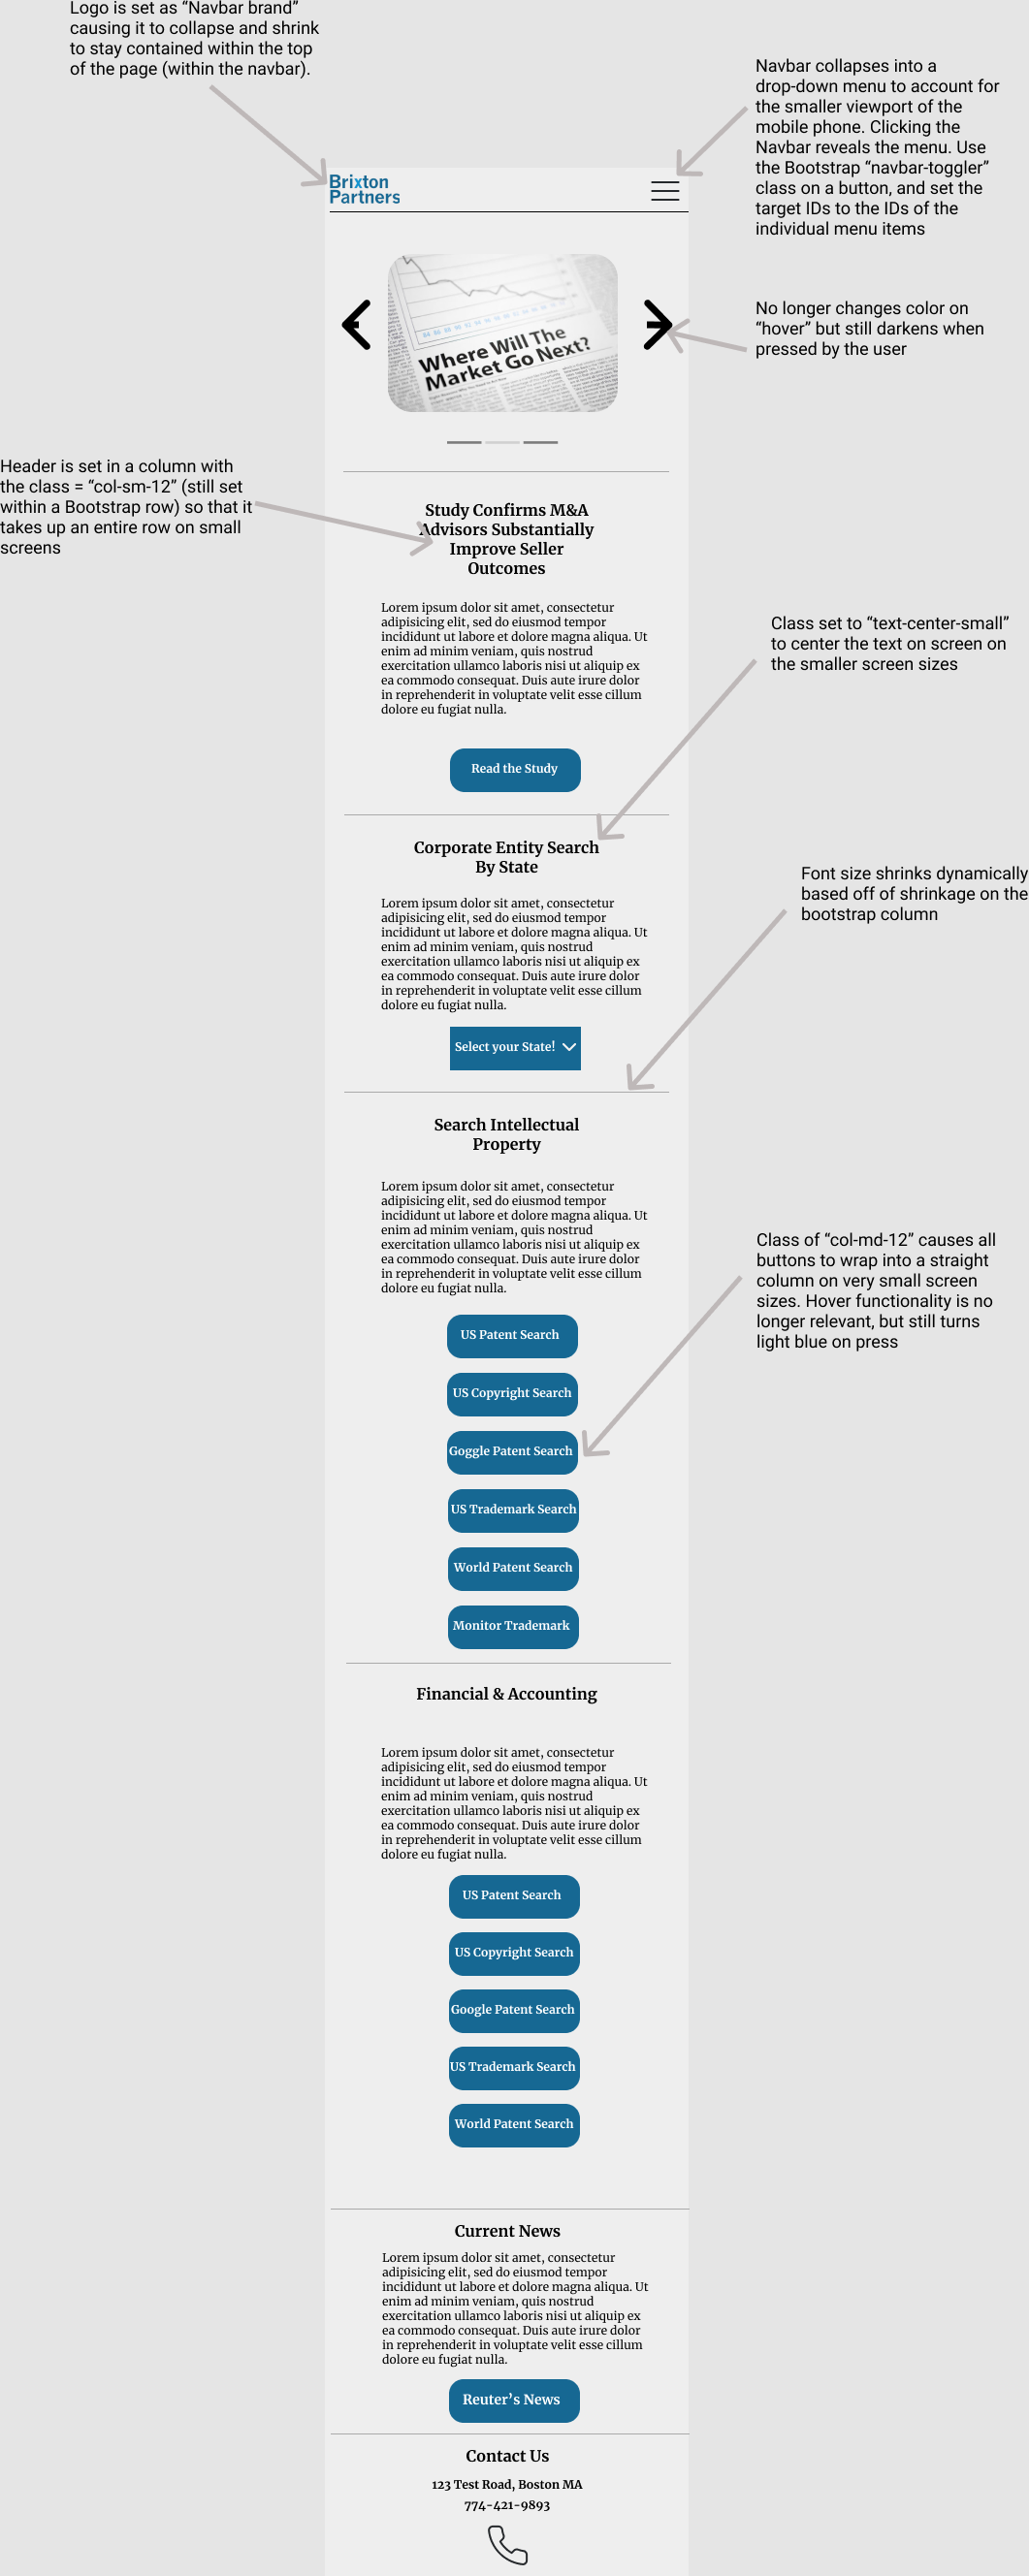 Logo is set as “Navbar brand”
causing it to collapse and shrink
to stay contained within the top
of the page (within the navbar).
Navbar collapses into a
drop-down menu to account for
the smaller viewport of the
mobile phone. Clicking the
Navbar reveals the menu. Use
the Bootstrap “navbar-toggler”
class on a button, and set the
target IDs to the IDs of the
individual menu items
Brixton
Partners
No longer changes color on
“hover” but still darkens when
pressed by the user
Where Will The
Market Go Next?
Header is set in a column with
the class = “col-sm-12” (still set
within a Bootstrap row) so that it
takes up an entire row on small
screens
Study Confirms M&A
Advisors Substantially
Improve Seller
Outcomes
Lorem ipsum dolor sit amet, consectetur
adipisicing elit, sed do eiusmod tempor
incididunt ut labore et dolore magna aliqua. Ut
enim ad minim veniam, quis nostrud
exercitation ullamco laboris nisi ut aliquip ex
ea commodo consequat. Duis aute irure dolor
in reprehenderit in voluptate velit esse cillum
dolore eu fugiat nulla.
Class set to “text-center-small”
to center the text on screen on
the smaller screen sizes
Read the Study
Corporate Entity Search
By State
Font size shrinks dynamically
based off of shrinkage on the
bootstrap column
Lorem ipsum dolor sit amet, consectetur
adipisicing elit, sed do eiusmod tempor
incididunt ut labore et dolore magna aliqua. Ut
enim ad minim veniam, quis nostrud
exercitation ullamco laboris nisi ut aliquip ex
ea commodo consequat. Duis aute irure dolor
in reprehenderit in voluptate velit esse cillum
dolore eu fugiat nulla.
Select your State!
Search Intellectual
Property
Lorem ipsum dolor sit amet, consectetur
adipisicing elit, sed do eiusmod tempor
incididunt ut labore et dolore magna aliqua. Ut
enim ad minim veniam, quis nostrud
exercitation ullamco laboris nisi ut aliquip ex
ea commodo consequat. Duis aute irure dolor
in reprehenderit in voluptate velit esse cillum
dolore eu fugiat nulla.
Class of “col-md-12” causes all
buttons to wrap into a straight
column on very small screen
sizes. Hover functionality is no
longer relevant, but still turns
light blue on press
US Patent Search
US Copyright Search
Goggle Patent Search
US Trademark Search
World Patent Search
Monitor Trademark
Financial & Accounting
Lorem ipsum dolor sit amet, consectetur
adipisicing elit, sed do eiusmod tempor
incididunt ut labore et dolore magna aliqua. Ut
enim ad minim veniam, quis nostrud
exercitation ullamco laboris nisi ut aliquip ex
ea commodo consequat. Duis aute irure dolor
in reprehenderit in voluptate velit esse cillum
dolore eu fugiat nulla.
US Patent Search
US Copyright Search
Google Patent Search
US Trademark Search
World Patent Search
Current News
Lorem ipsum dolor sit amet, consectetur
adipisicing elit, sed do eiusmod tempor
incididunt ut labore et dolore magna aliqua. Ut
enim ad minim veniam, quis nostrud
exercitation ullamco laboris nisi ut aliquip ex
ea commodo consequat. Duis aute irure dolor
in reprehenderit in voluptate velit esse cillum
dolore eu fugiat nulla.
Reuter’s News
Contact Us
123 Test Road, Boston MA
774-421-9893